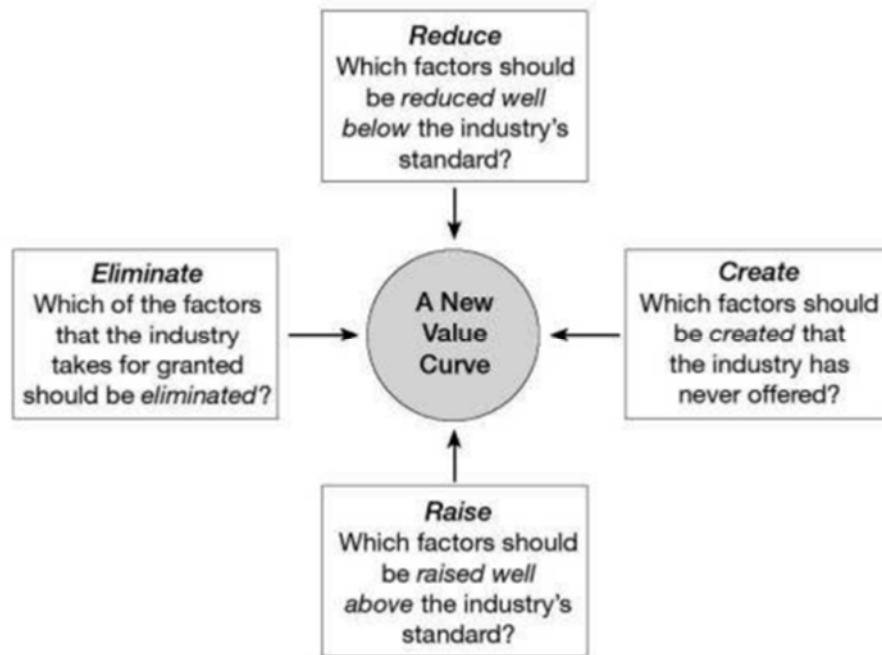 Reduce
Which factors should
be reduced well
below the industry's
standard?
Eliminate
Which of the factors
that the industry
takes for granted
should be eliminated?
A New
Value
Curve
Create
Which factors should
be created that
the industry has
never offered?
Raise
Which factors should
be raised well
above the industry's
standard?